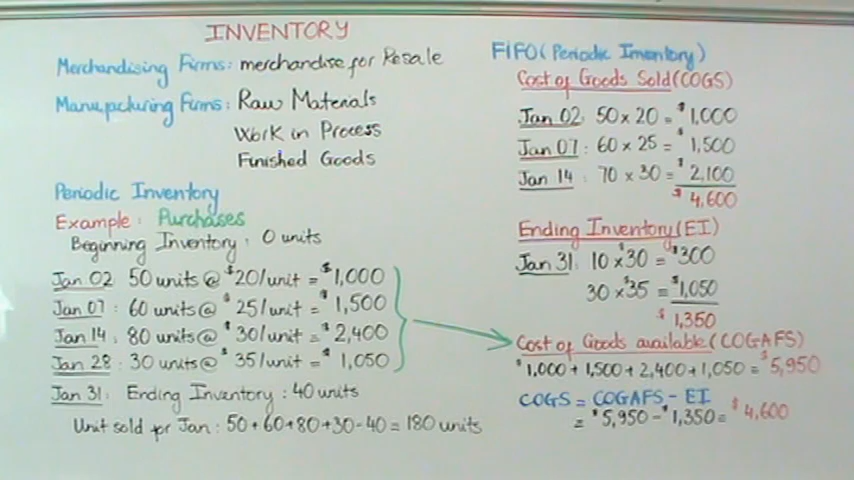 INVENTORY
Merchandising Firms: merchandise for Resale
Manufacturing Firms: Raw Materials
Work in Process
Finished Goods
Periodic Inventory
Example: Purchases
Beginning Inventory: 0 units
Jan 02 50 units @ $20/unit = $1,000
Jan 07: 60 units @ $25/unit = $1,500
Jan 14: 80 units @ $30/unit = $2,400
Jan 28: 30 units @ $35/unit = $1,050
Jan 31: Ending Inventory: 40 units
Unit sold for Jan: 50+60+80+30-40 = 180 units
FiFO (Periodic Inventory)
Cost of Goods Sold (COGS)
Jan 02: 50 x 20 = $1,000
Jan 07: 60 x 25 = $1,500
Jan 14: 70 x 30 = $2,100
$4,600
Ending Inventory (EI)
Jan 31: 10 x $30 = $300
30 x $35 = $1,050
$1,350
Cost of Goods available (COGAFS)
$1,000 + 1,500 + 2,400 + 1,050 = $5,950
COGS = COGAFS - EI
= $5,950 - $1,350 = $4,600